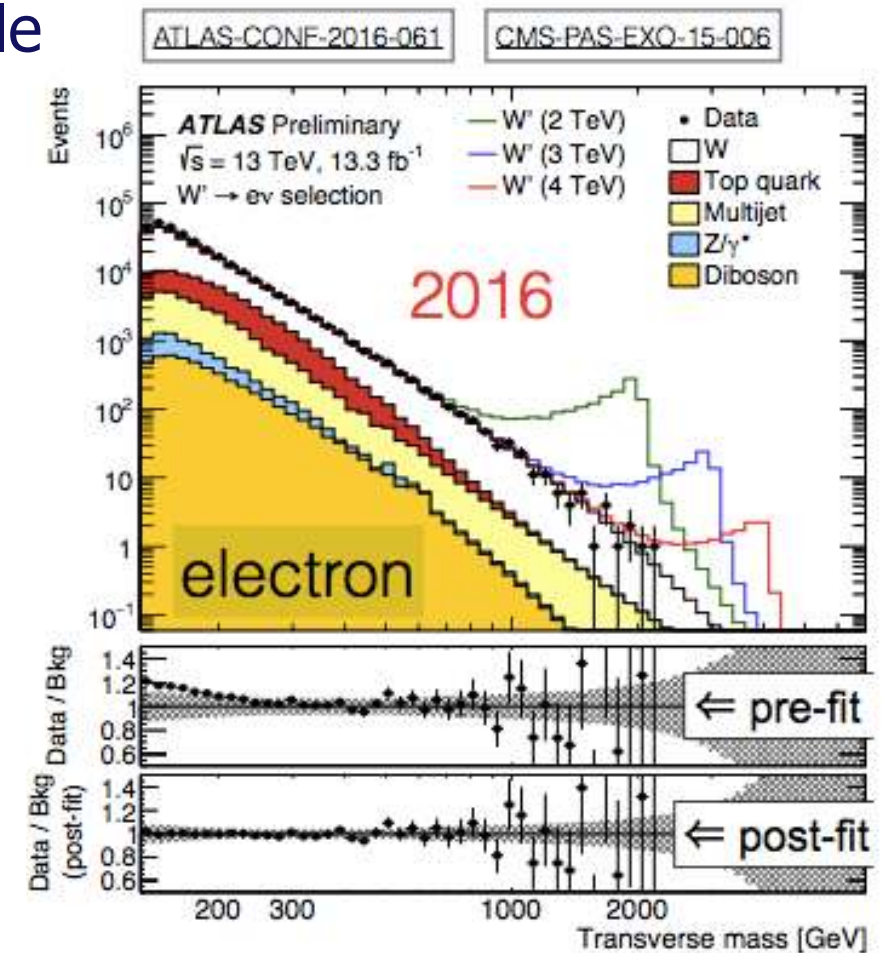 de
ATLAS-CONF-2016-061 CMS-PAS-EXO-15-006
Events
10⁶
10⁵
10⁴
10³
10²
10
1
10⁻¹
ATLAS Preliminary
√s = 13 TeV, 13.3 fb⁻¹
W' → eν selection
W' (2 TeV)
W' (3 TeV)
W' (4 TeV)
Data
W
Top quark
Multijet
Z/γ*
Diboson
2016
electron
Data / Bkg
1.4
1.2
1
0.8
0.6
⇐ pre-fit
Data / Bkg
(post-fit)
1.4
1.2
1
0.8
0.6
⇐ post-fit
200 300 1000 2000
Transverse mass [GeV]